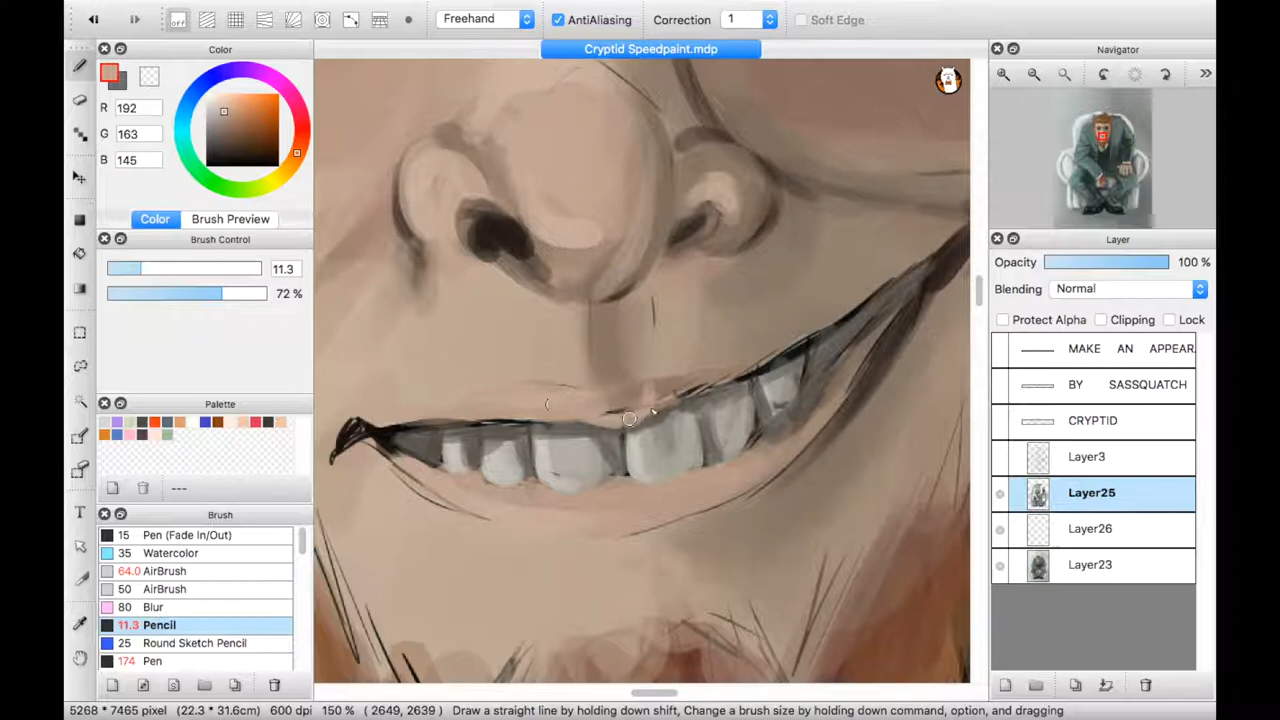 off
Freehand
AntiAliasing
Correction
1
Soft Edge
Color
Cryptid Speedpaint.mdp
Navigator
R 192
G 163
B 145
Color
Brush Preview
Brush Control
11.3
72 %
Layer
Opacity 100 %
Blending Normal
Protect Alpha
Clipping
Lock
MAKE AN APPEAR
BY SASSQUATCH
CRYPTID
Layer3
Layer25
Layer26
Layer23
Palette
---
Brush
15 Pen (Fade In/Out)
35 Watercolor
64.0 AirBrush
50 AirBrush
80 Blur
11.3 Pencil
25 Round Sketch Pencil
174 Pen
T
5268 * 7465 pixel (22.3 * 31.6cm) 600 dpi 150 % ( 2649, 2639 ) Draw a straight line by holding down shift, Change a brush size by holding down command, option, and dragging